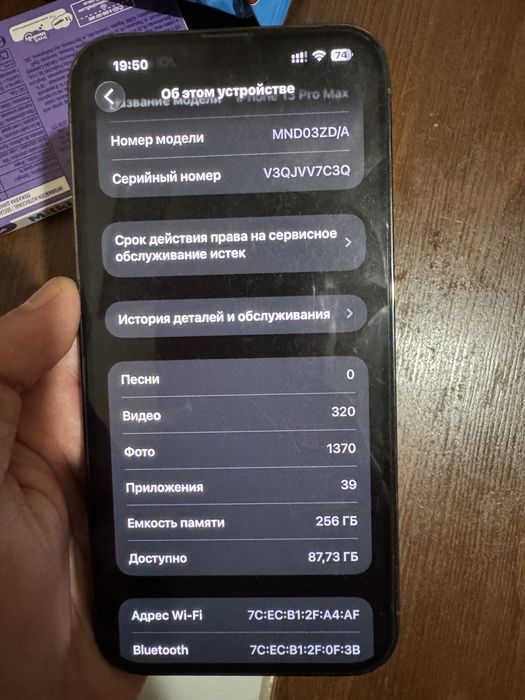 19:50
74
Об этом устройстве
Название модели iPhone 13 Pro Max
Номер модели MND03ZD/A
Серийный номер V3QJVV7C3Q
Срок действия права на сервисное
обслуживание истек
История деталей и обслуживания
Песни 0
Видео 320
Фото 1370
Приложения 39
Емкость памяти 256 ГБ
Доступно 87,73 ГБ
Адрес Wi-Fi 7C:EC:B1:2F:A4:AF
Bluetooth 7C:EC:B1:2F:0F:3B